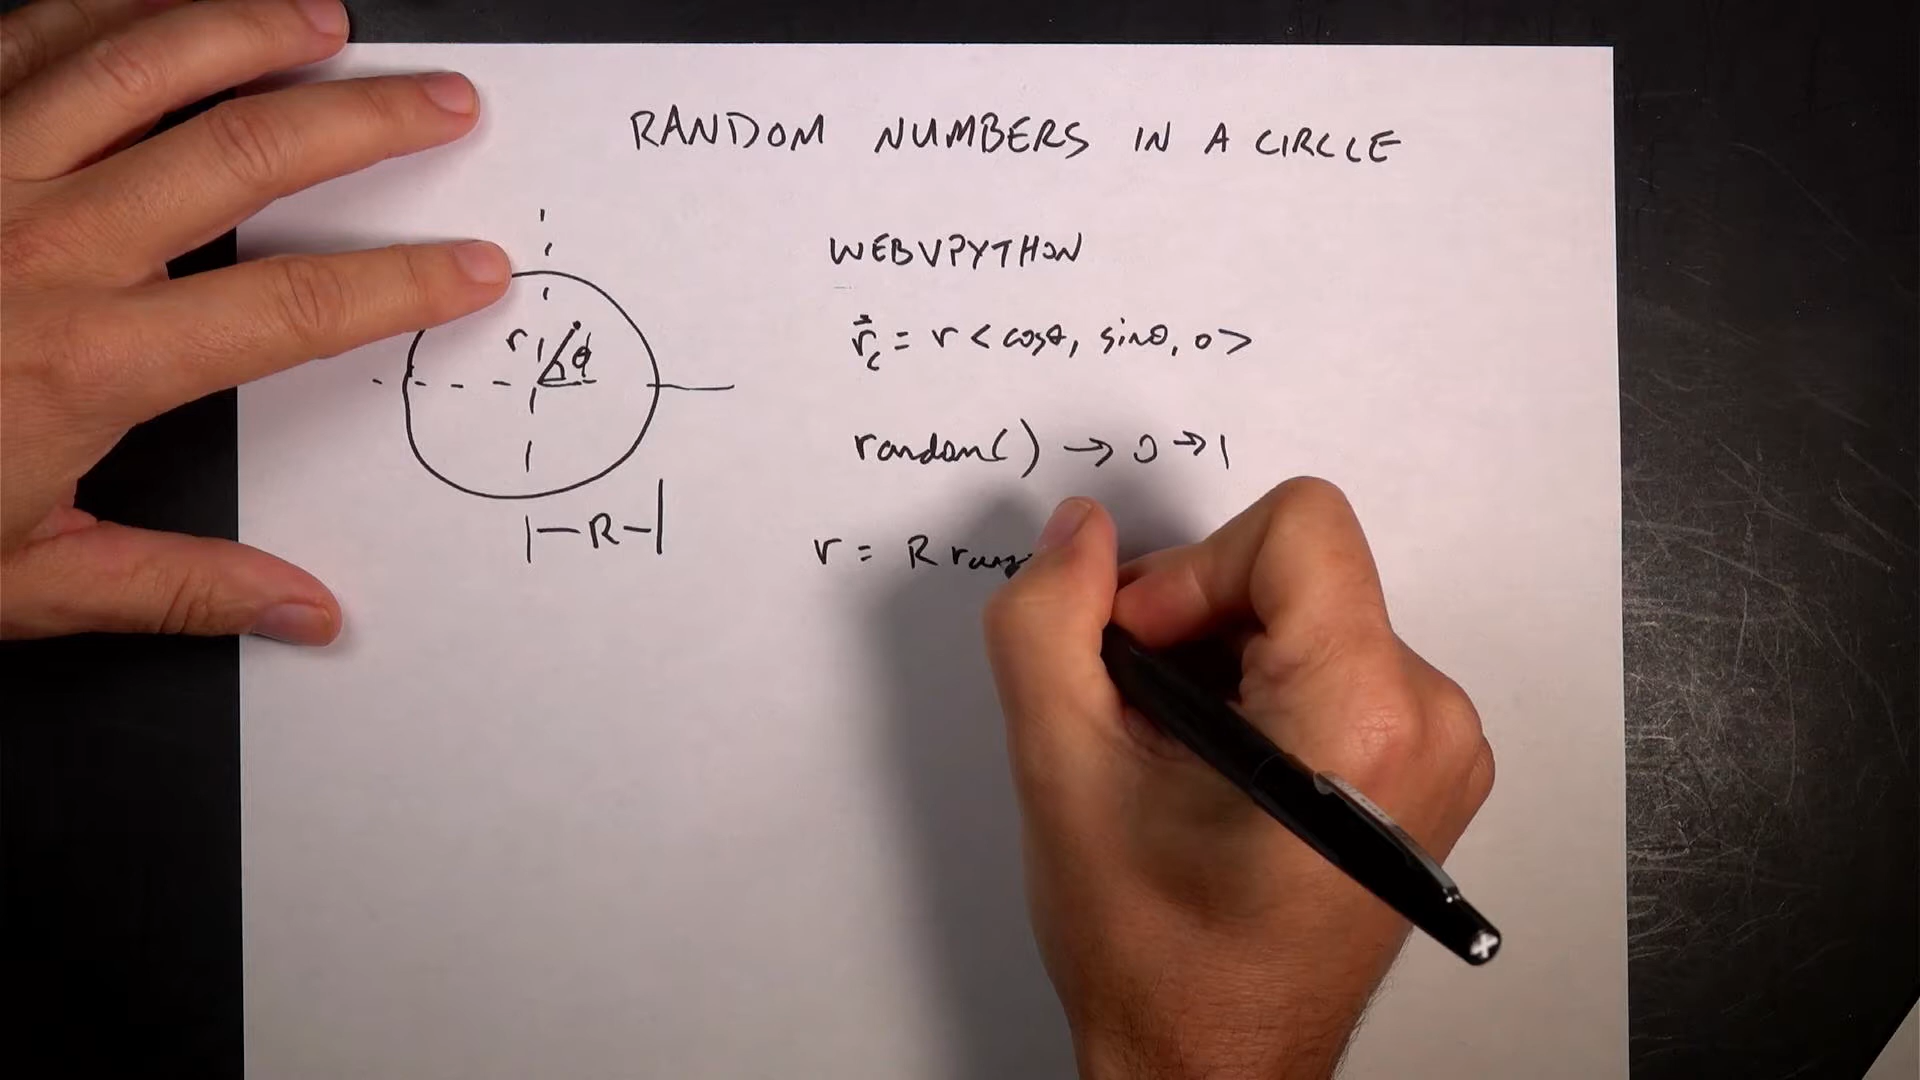 RANDOM NUMBERS IN A CIRCLE
WEBVPYTHON
r θ
r⃗c = r <cosθ, sinθ, 0>
random() → 0 → 1
|—R—|
r = R